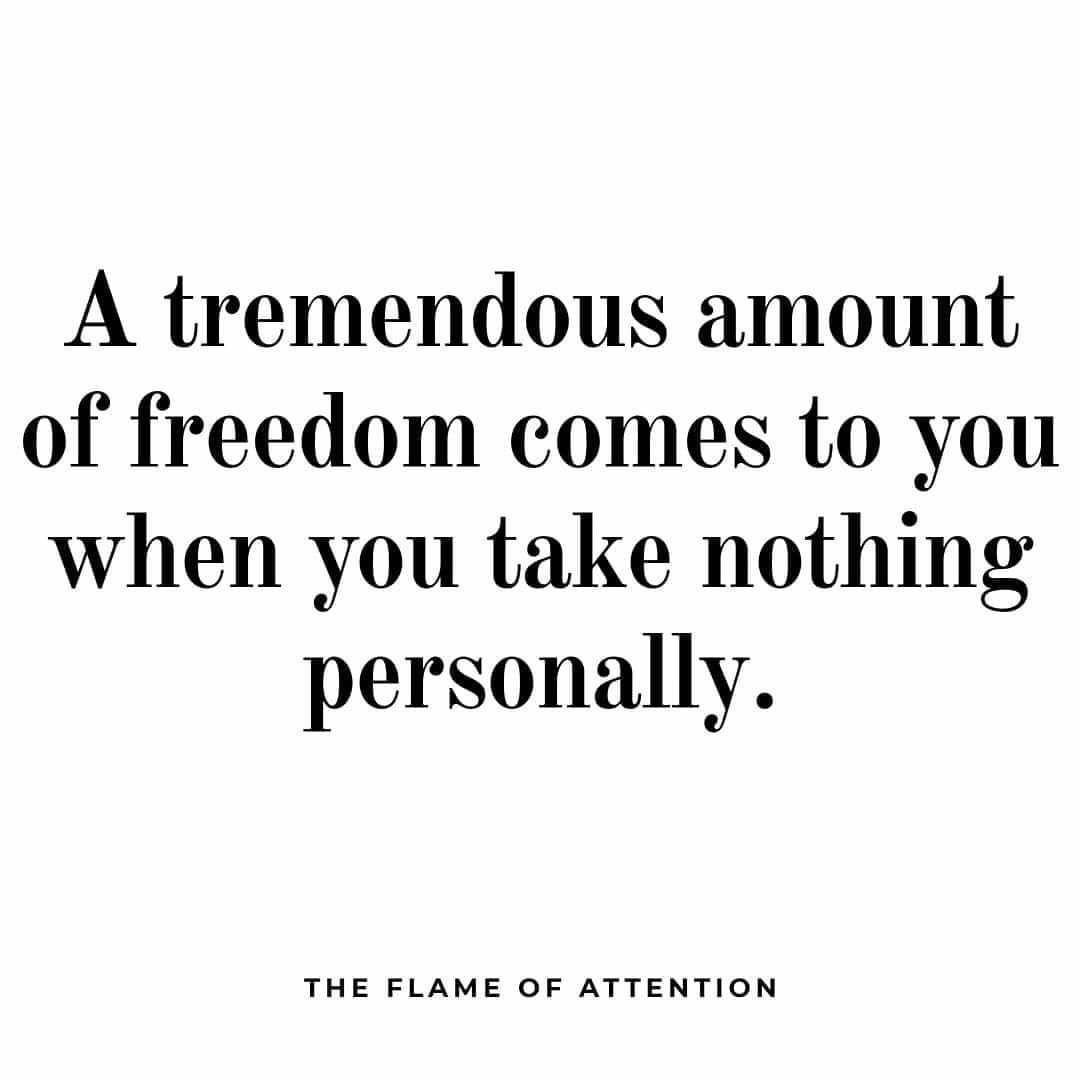 A tremendous amount
of freedom comes to you
when you take nothing
personally.
THE FLAME OF ATTENTION